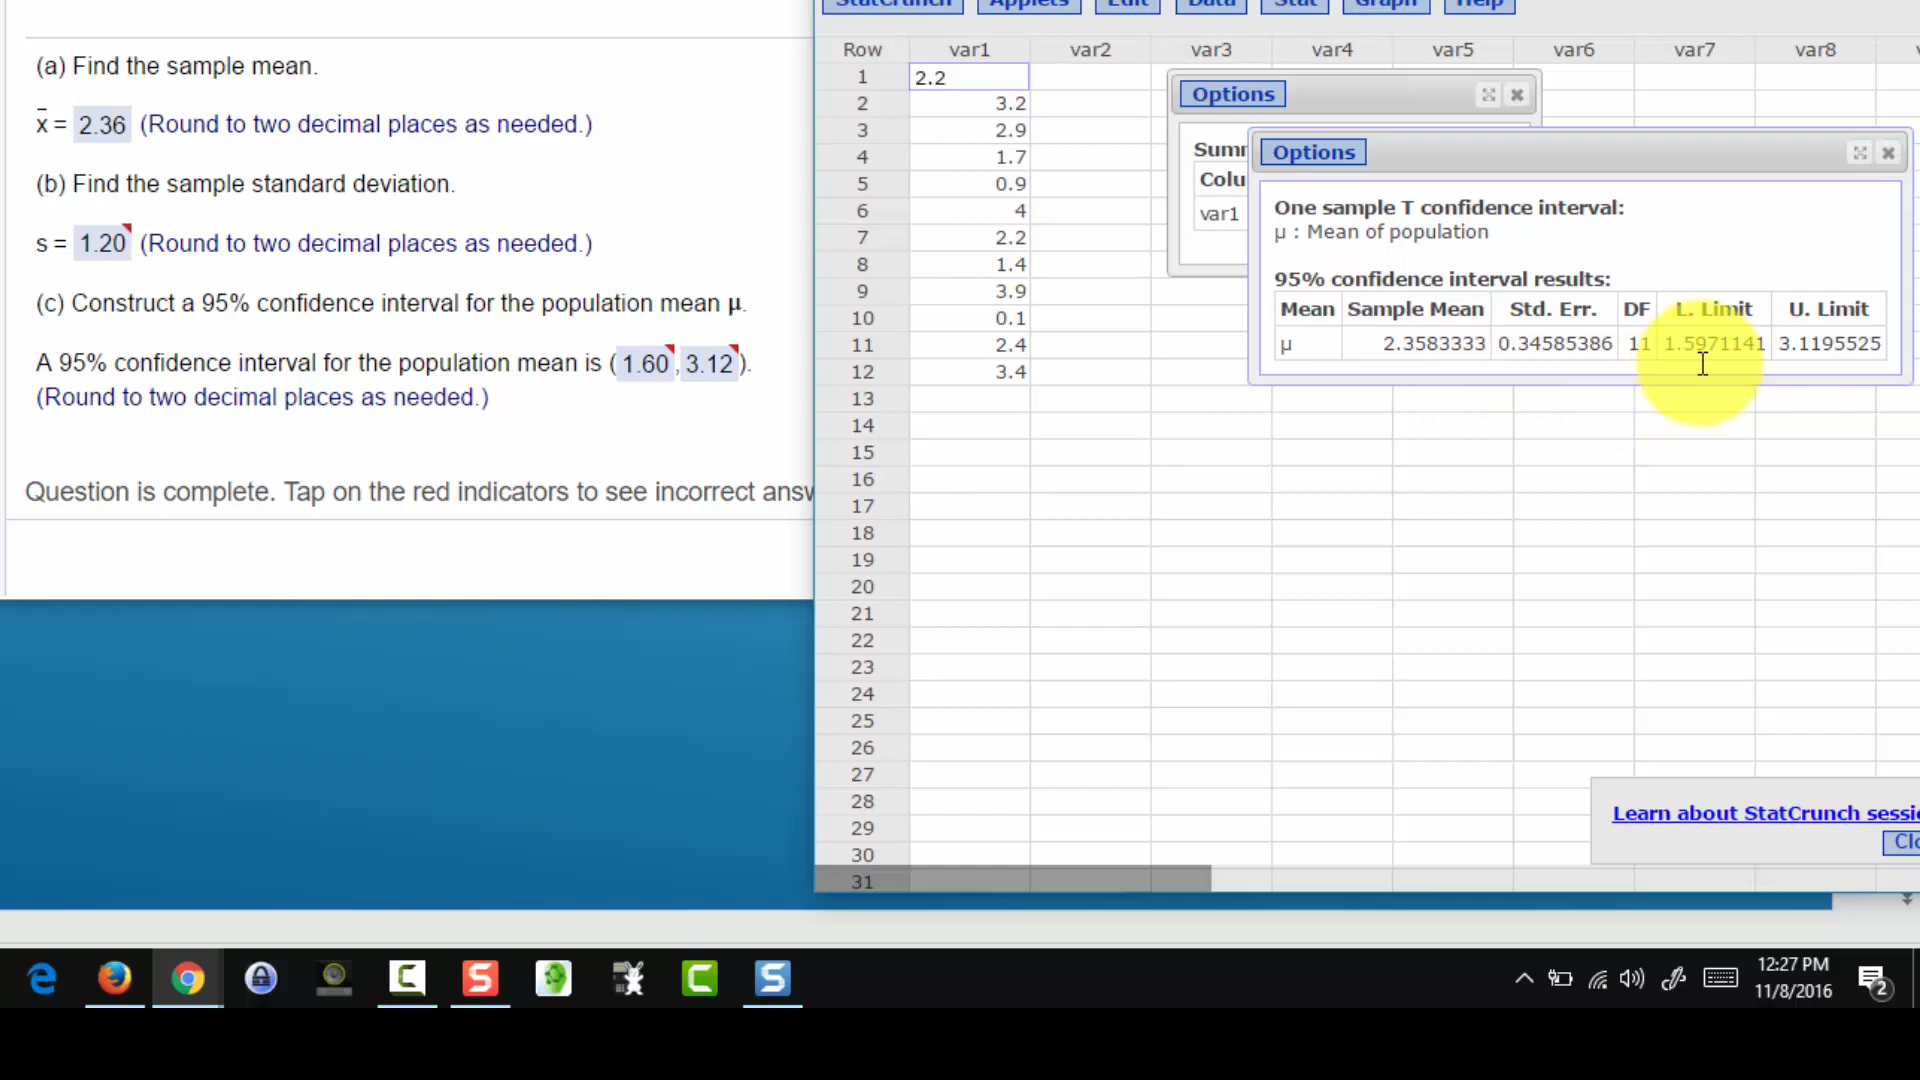 (a) Find the sample mean.
x̄ = 2.36 (Round to two decimal places as needed.)
(b) Find the sample standard deviation.
s = 1.20 (Round to two decimal places as needed.)
(c) Construct a 95% confidence interval for the population mean μ.
A 95% confidence interval for the population mean is (1.60, 3.12).
(Round to two decimal places as needed.)
Question is complete. Tap on the red indicators to see incorrect answ
StatCrunch Applets Edit Data Stat Graph Help
Row var1 var2 var3 var4 var5 var6 var7 var8
1 2.2
2 3.2
3 2.9
4 1.7
5 0.9
6 4
7 2.2
8 1.4
9 3.9
10 0.1
11 2.4
12 3.4
13
14
15
16
17
18
19
20
21
22
23
24
25
26
27
28
29
30
31
Options
Summ
Colu
var1
Options
One sample T confidence interval:
μ : Mean of population
95% confidence interval results:
Mean Sample Mean Std. Err. DF L. Limit U. Limit
μ 2.3583333 0.34585386 11 1.5971141 3.1195525
Learn about StatCrunch sessi
Clo
12:27 PM
11/8/2016
2